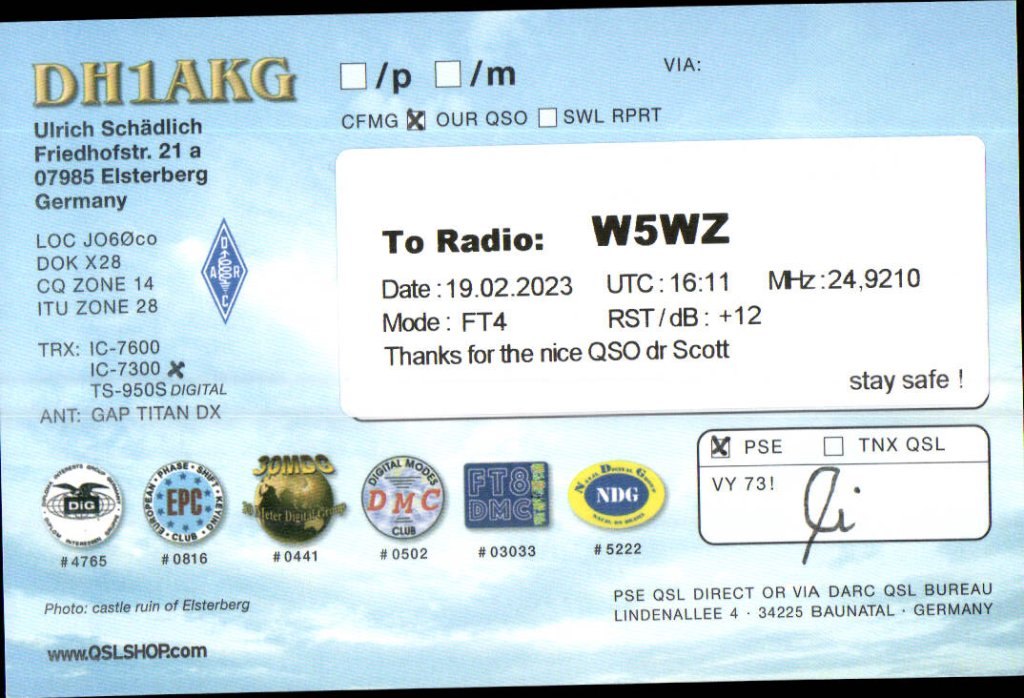 DH1AKG
Ulrich Schädlich
Friedhofstr. 21 a
07985 Elsterberg
Germany
LOC JO6Øco
DOK X28
CQ ZONE 14
ITU ZONE 28
DARC
TRX: IC-7600
IC-7300
TS-950S DIGITAL
ANT: GAP TITAN DX
/p /m
VIA:
CFMG OUR QSO SWL RPRT
To Radio: W5WZ
Date : 19.02.2023 UTC : 16:11 MHz :24,9210
Mode : FT4 RST / dB : +12
Thanks for the nice QSO dr Scott
stay safe !
PSE TNX QSL
VY 73!
DIG
# 4765
EUROPEAN · PHASE · SHIFT · KEYING · CLUB
EPC
# 0816
30MDG
30 Meter Digital Group
# 0441
DIGITAL MODES
DMC
CLUB
# 0502
FT8
DMC
# 03033
NDG
# 5222
Photo: castle ruin of Elsterberg
www.QSLSHOP.com
PSE QSL DIRECT OR VIA DARC QSL BUREAU
LINDENALLEE 4 · 34225 BAUNATAL · GERMANY